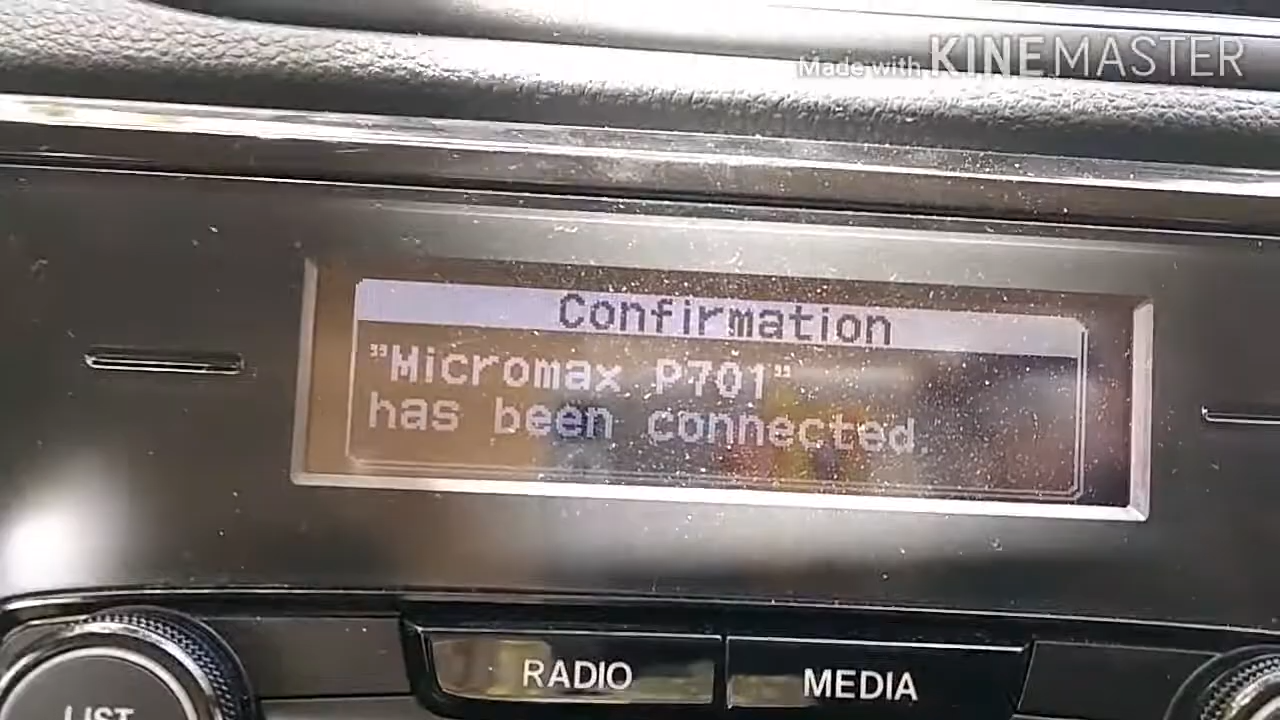 Made with KINEMASTER
Confirmation
"Micromax P701"
has been connected.
RADIO
MEDIA
LIST